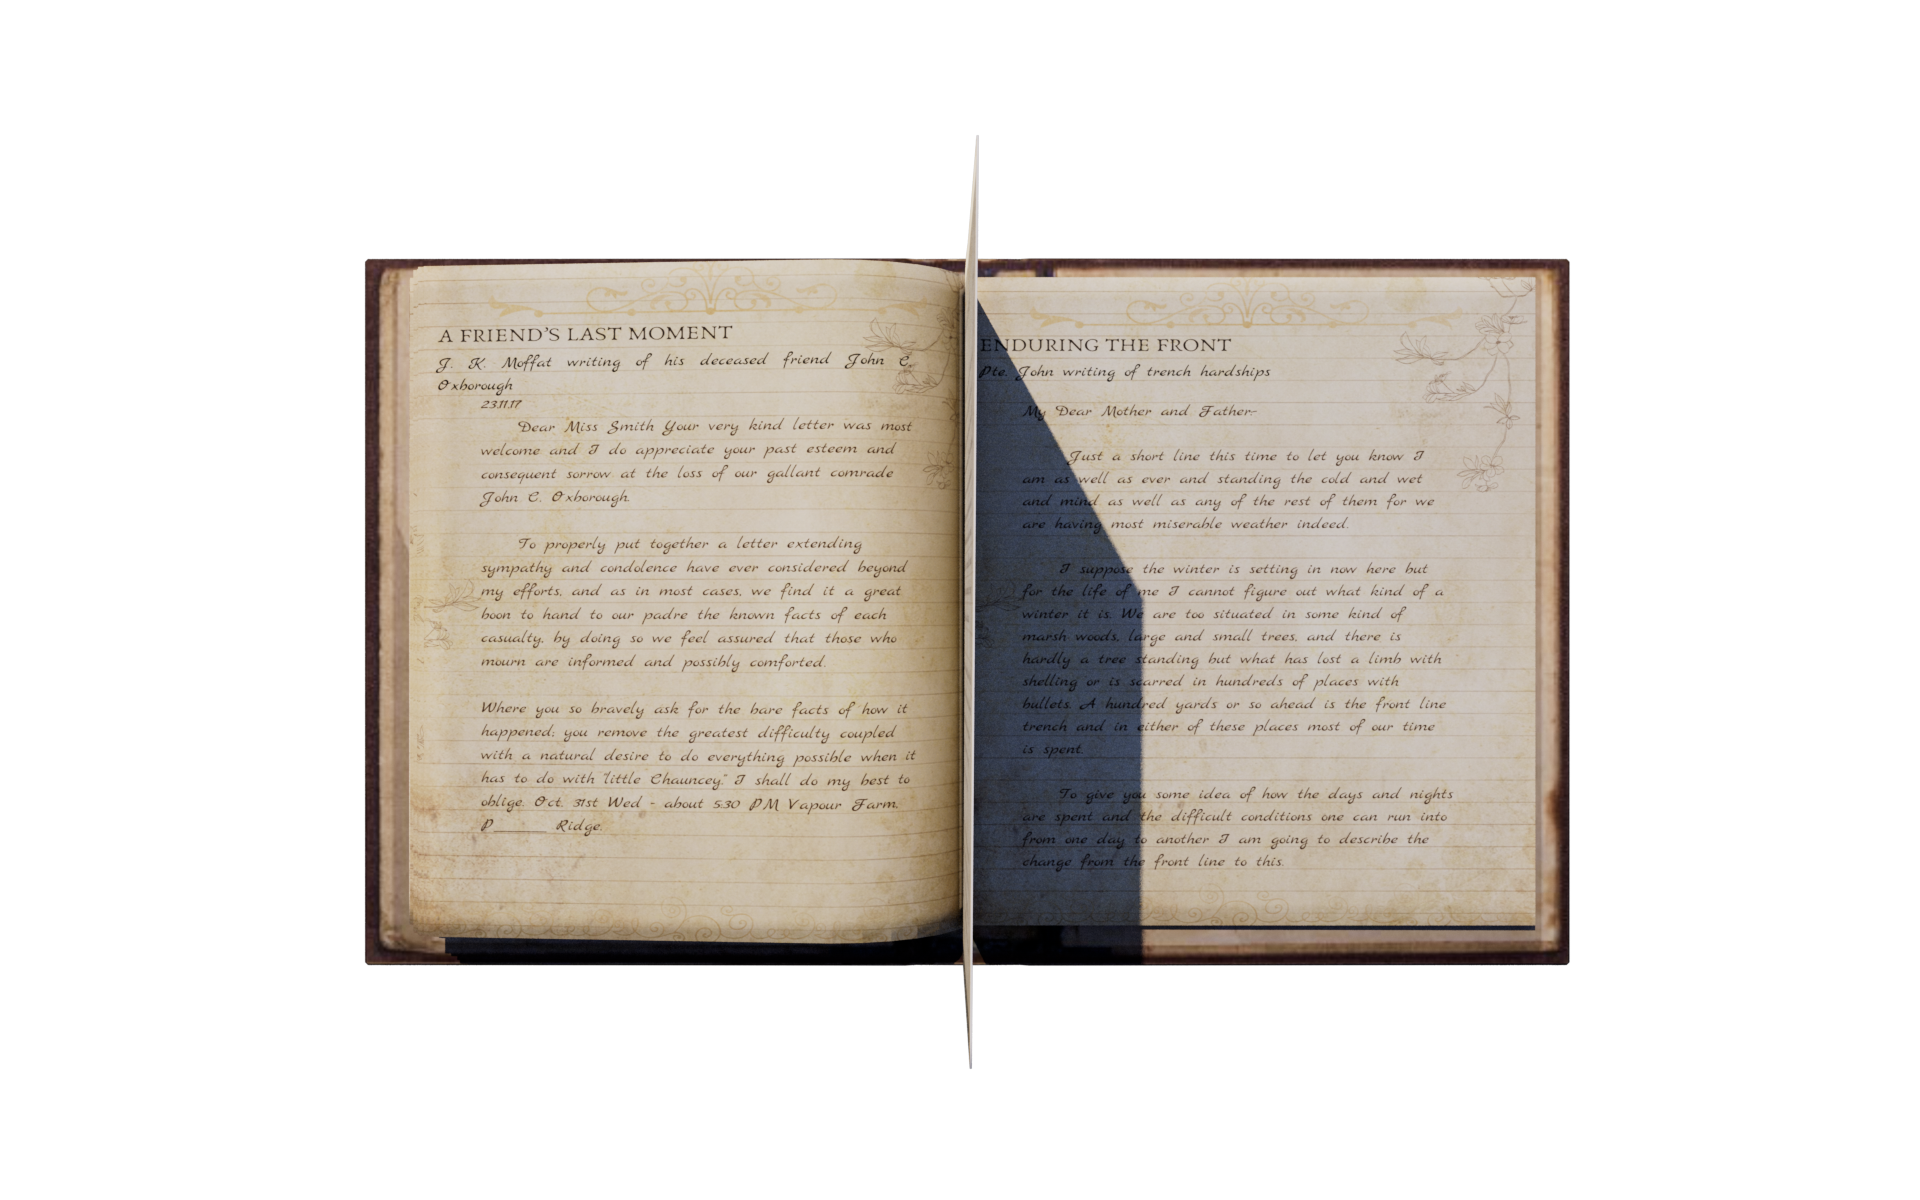 A FRIEND'S LAST MOMENT
J. K. Moffat writing of his deceased friend John C.
Oxborough
23.11.17
Dear Miss Smith Your very kind letter was most
welcome and I do appreciate your past esteem and
consequent sorrow at the loss of our gallant comrade
John C. Oxborough.
To properly put together a letter extending
sympathy and condolence have ever considered beyond
my efforts, and as in most cases, we find it a great
boon to hand to our padre the known facts of each
casualty, by doing so we feel assured that those who
mourn are informed and possibly comforted.
Where you so bravely ask for the bare facts of how it
happened; you remove the greatest difficulty coupled
with a natural desire to do everything possible when it
has to do with "little Chauncey." I shall do my best to
oblige. Oct. 31st Wed - about 5:30 P.M. Vapour Farm.
P______ Ridge.
ENDURING THE FRONT
Pte. John writing of trench hardships
My Dear Mother and Father:-
Just a short line this time to let you know I
am as well as ever and standing the cold and wet
and mind as well as any of the rest of them for we
are having most miserable weather indeed.
I suppose the winter is setting in now here but
for the life of me I cannot figure out what kind of a
winter it is. We are too situated in some kind of
marsh woods, large and small trees, and there is
hardly a tree standing but what has lost a limb with
shelling or is scarred in hundreds of places with
bullets. A hundred yards or so ahead is the front line
trench and in either of these places most of our time
is spent.
To give you some idea of how the days and nights
are spent and the difficult conditions one can run into
from one day to another I am going to describe the
change from the front line to this.